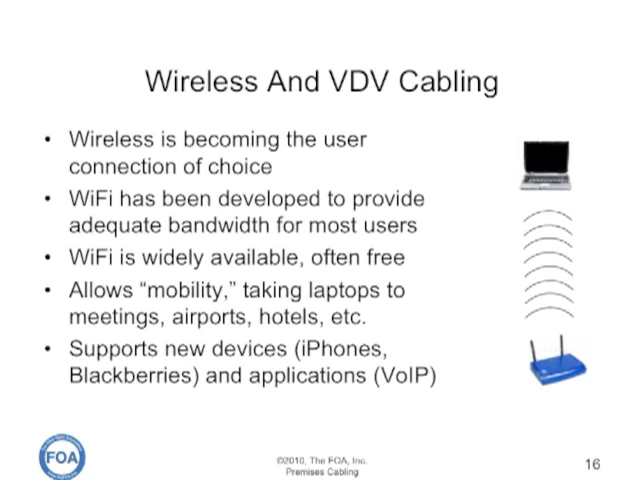 Wireless And VDV Cabling
• Wireless is becoming the user
connection of choice
• WiFi has been developed to provide
adequate bandwidth for most users
• WiFi is widely available, often free
• Allows “mobility,” taking laptops to
meetings, airports, hotels, etc.
• Supports new devices (iPhones,
Blackberries) and applications (VoIP)
FOA
©2010, The FOA, Inc.
Premises Cabling
16